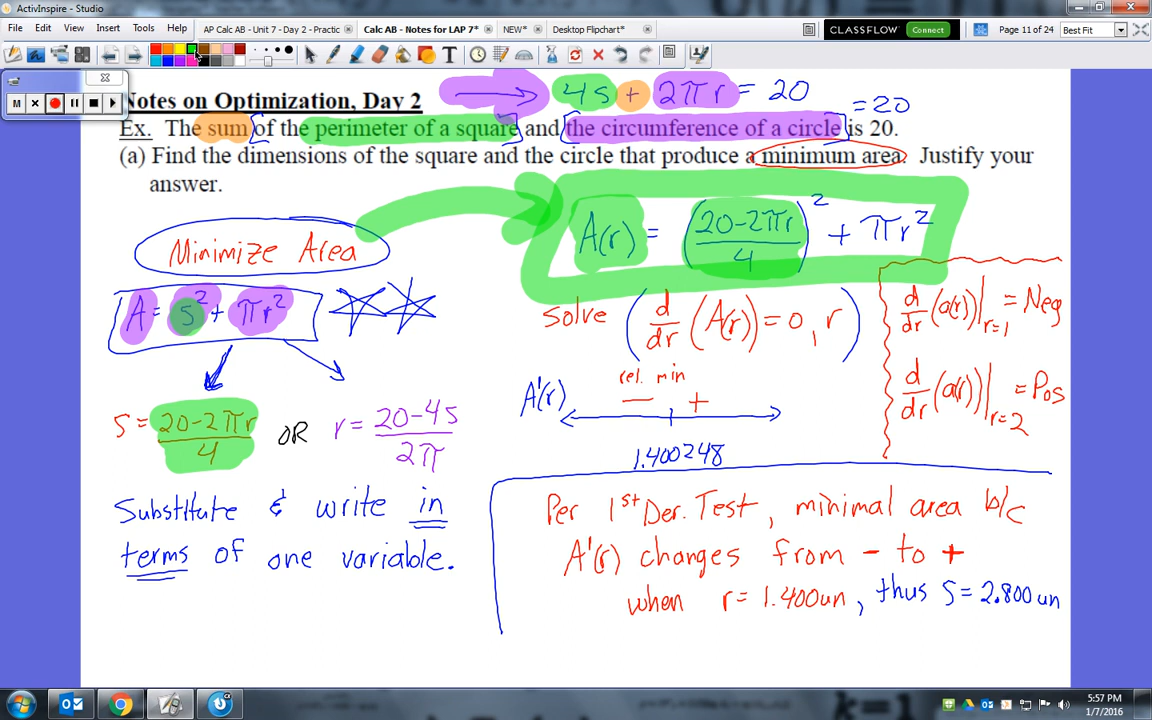 ActivInspire - Studio
File Edit View Insert Tools Help
AP Calc AB - Unit 7 - Day 2 - Practic
Calc AB - Notes for LAP 7*
NEW*
Desktop Flipchart*
CLASSFLOW
Connect
Page 11 of 24
Best Fit
Notes on Optimization, Day 2
4s + 2πr = 20
= 20
Ex. The sum of the perimeter of a square and the circumference of a circle is 20.
(a) Find the dimensions of the square and the circle that produce a minimum area. Justify your
answer.
Minimize Area
A(r) = ((20-2πr)/4)² + πr²
A = s² + πr²
solve (d/dr (A(r)) = 0, r)
d/dr (a(r))|r=1 = Neg
d/dr (a(r))|r=2 = Pos
A'(r)
rel. min
− +
1.400248
S = (20-2πr)/4 OR r = (20-4s)/2π
Substitute & write in
terms of one variable.
Per 1st Der. Test, minimal area b/c
A'(r) changes from - to +
when r = 1.400un, thus S = 2.800 un
5:57 PM
1/7/2016
k=1